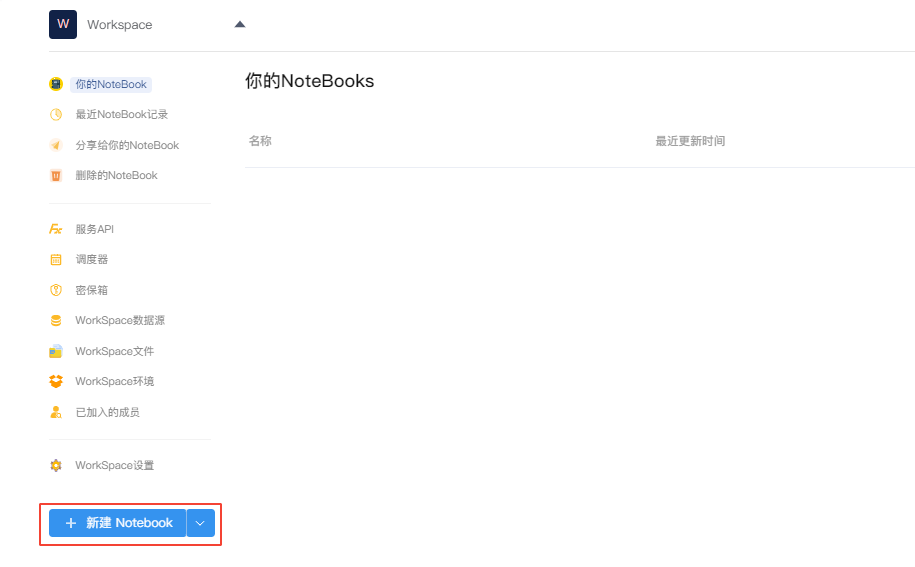 W Workspace
你的NoteBook
最近NoteBook记录
分享给你的NoteBook
删除的NoteBook
服务API
调度器
密保箱
WorkSpace数据源
WorkSpace文件
WorkSpace环境
已加入的成员
WorkSpace设置
新建 Notebook
你的NoteBooks
名称 最近更新时间